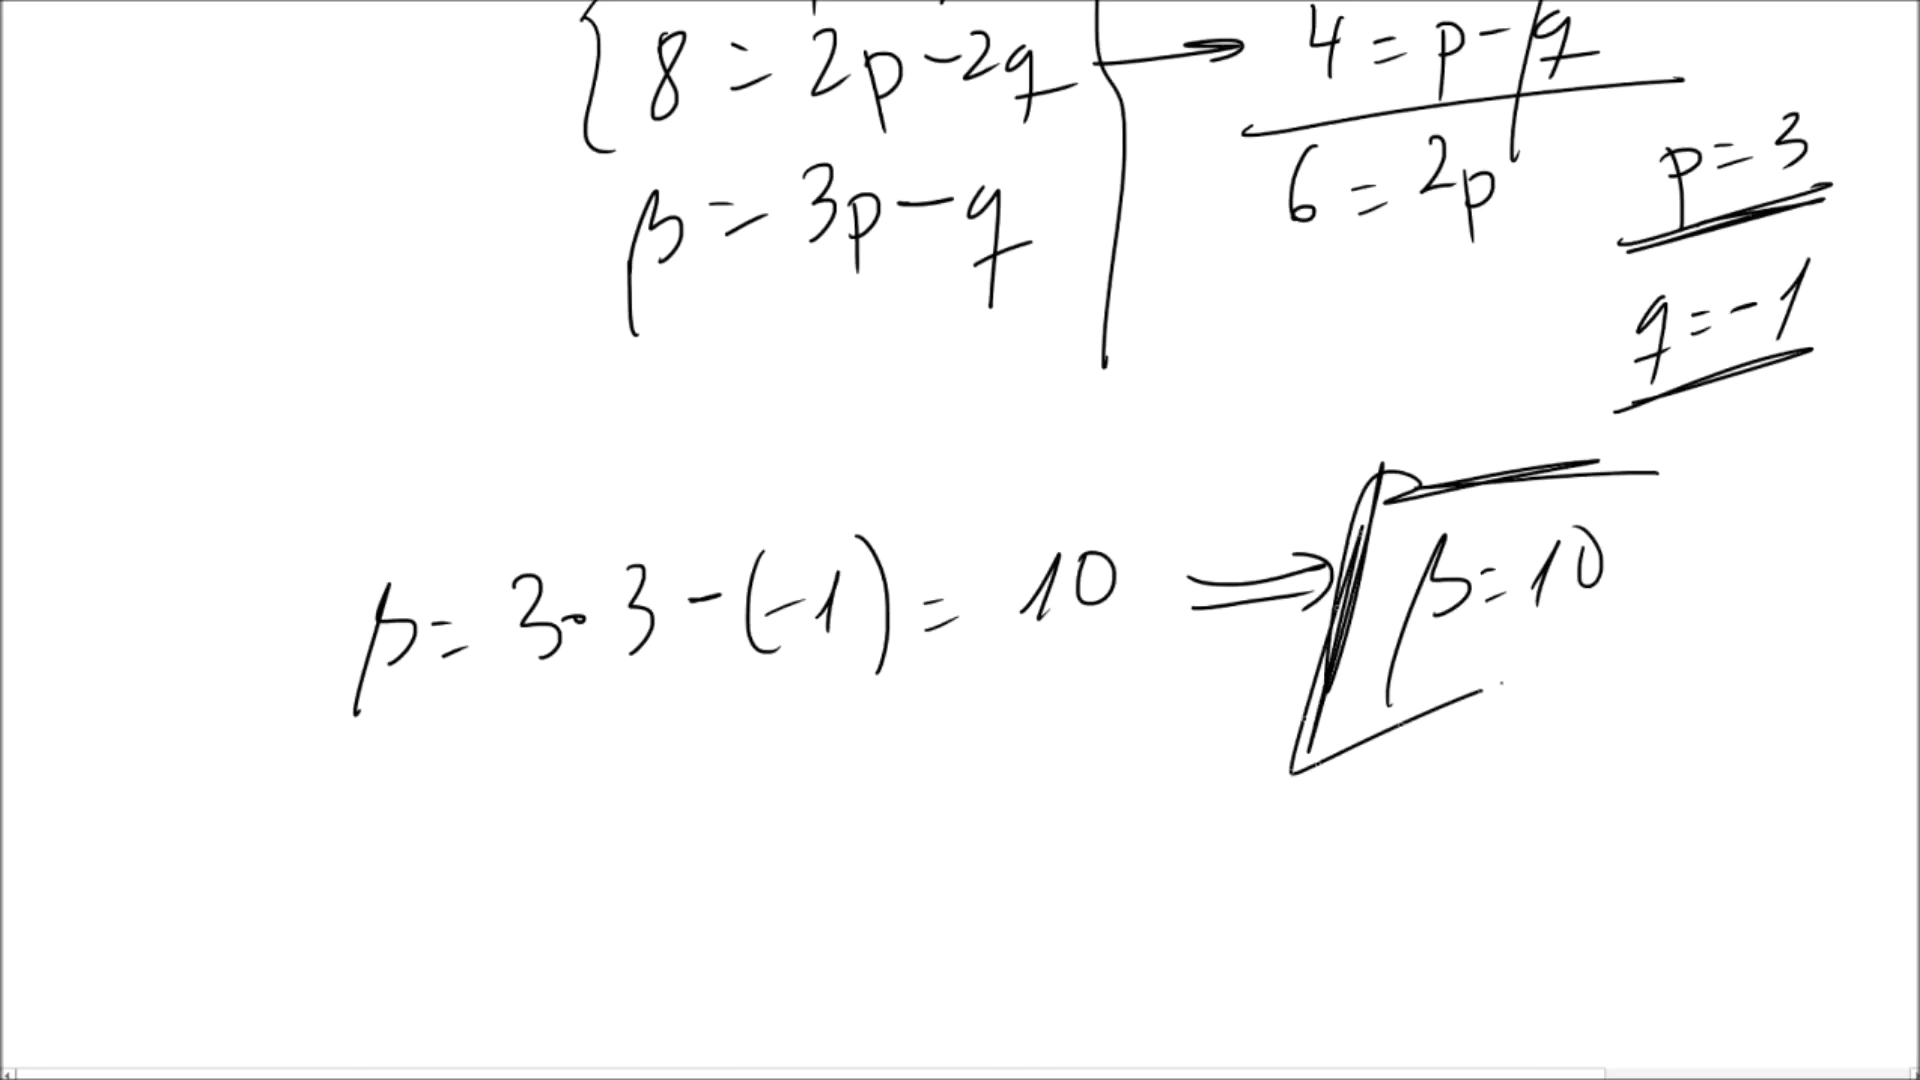 8 = 2p - 2q
4 = p - q
β = 3p - q
6 = 2p
p = 3
q = -1
β = 3·3 - (-1) = 10 ⟹ β = 10